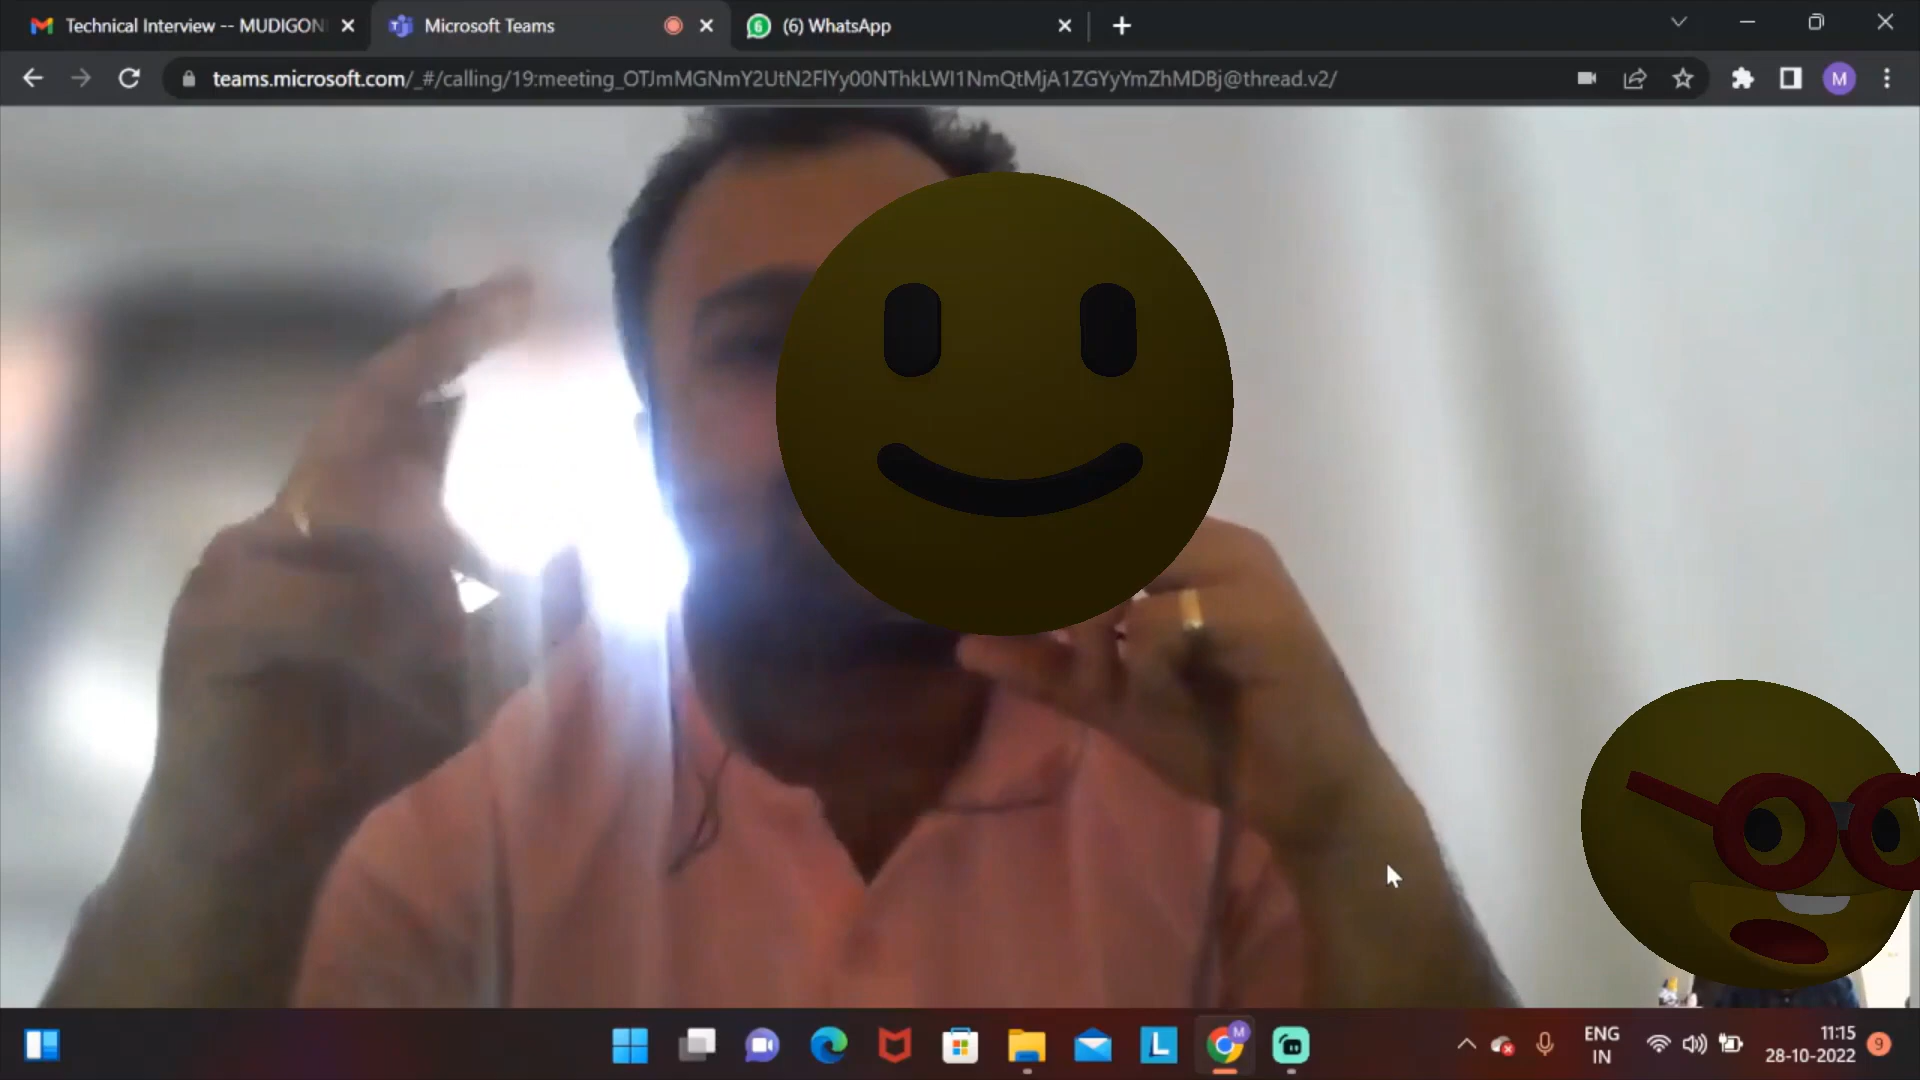 Technical Interview -- MUDIGON
Microsoft Teams
6
(6) WhatsApp
teams.microsoft.com/_#/calling/19:meeting_OTJmMGNmY2UtN2FlYy00NThkLWI1NmQtMjA1ZGYyYmZhMDBj@thread.v2/
M
L
M
ENG
IN
11:15
28-10-2022
9